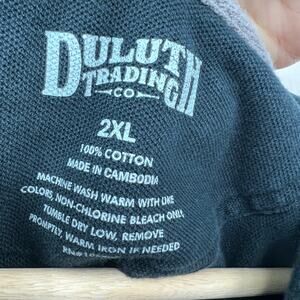 DULUTH
TRADING
CO
2XL
100% COTTON
MADE IN CAMBODIA
MACHINE WASH WARM WITH LIKE
COLORS, NON-CHLORINE BLEACH ONLY,
TUMBLE DRY LOW, REMOVE
PROMPTLY, WARM IRON IF NEEDED